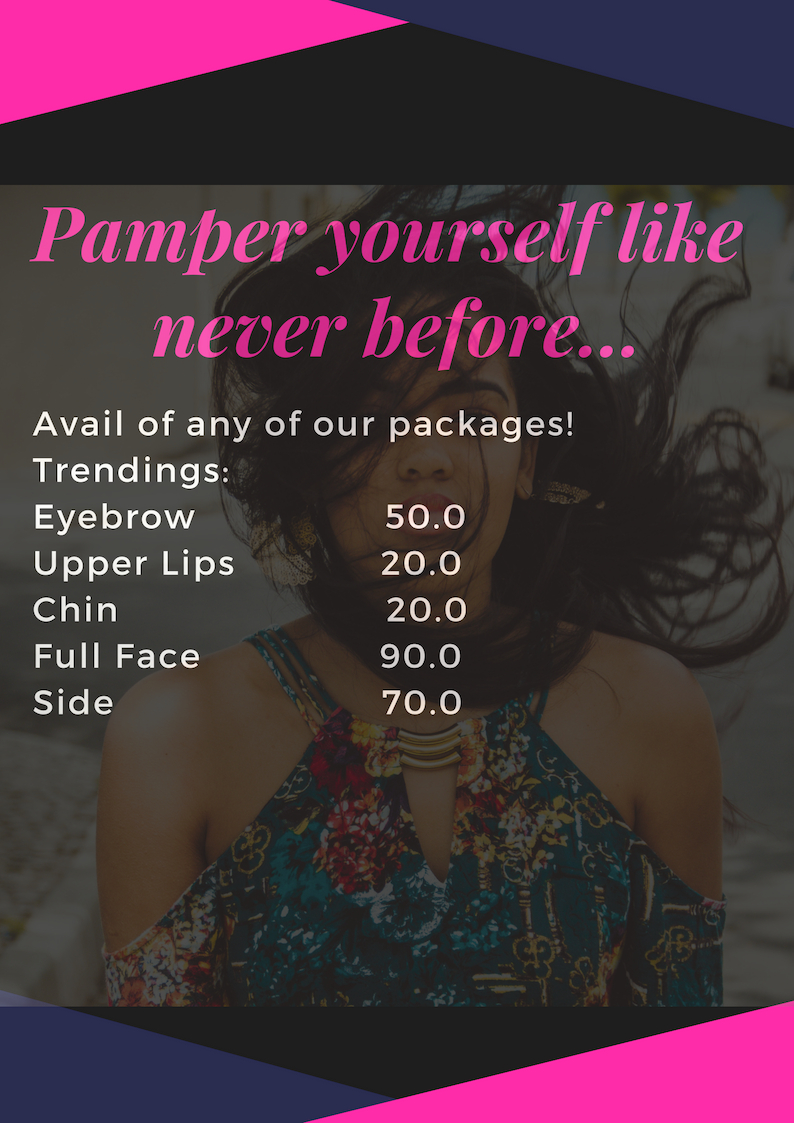 Pamper yourself like
never before...
Avail of any of our packages!
Trendings:
Eyebrow 50.0
Upper Lips 20.0
Chin 20.0
Full Face 90.0
Side 70.0